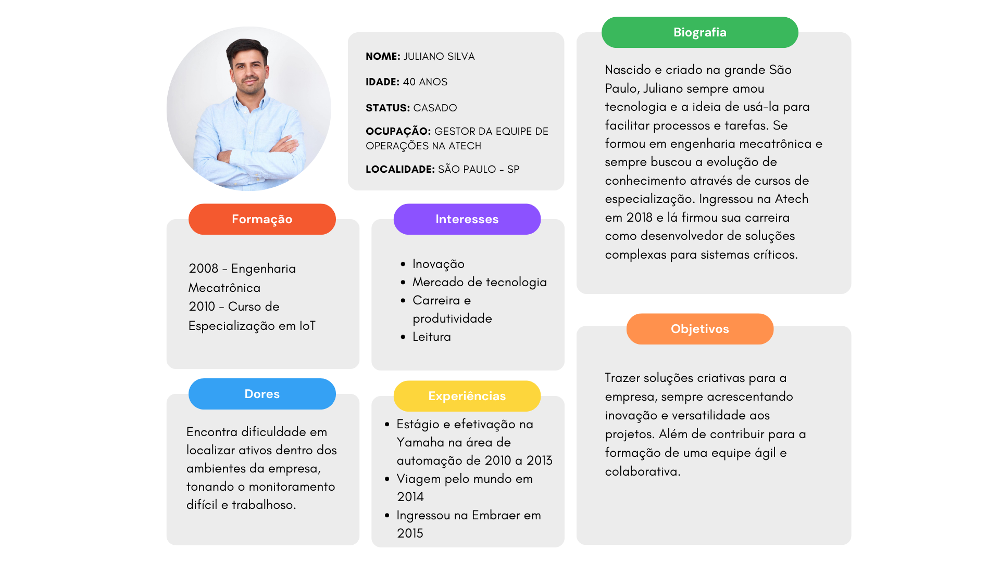 NOME: JULIANO SILVA
IDADE: 40 ANOS
STATUS: CASADO
OCUPAÇÃO: GESTOR DA EQUIPE DE
OPERAÇÕES NA ATECH
LOCALIDADE: SÃO PAULO - SP
Formação
2008 - Engenharia
Mecatrônica
2010 - Curso de
Especialização em IoT
Interesses
• Inovação
• Mercado de tecnologia
• Carreira e
produtividade
• Leitura
Dores
Encontra dificuldade em
localizar ativos dentro dos
ambientes da empresa,
tonando o monitoramento
difícil e trabalhoso.
Experiências
• Estágio e efetivação na
Yamaha na área de
automação de 2010 a 2013
• Viagem pelo mundo em
2014
• Ingressou na Embraer em
2015
Biografia
Nascido e criado na grande São
Paulo, Juliano sempre amou
tecnologia e a ideia de usá-la para
facilitar processos e tarefas. Se
formou em engenharia mecatrônica e
sempre buscou a evolução de
conhecimento através de cursos de
especialização. Ingressou na Atech
em 2018 e lá firmou sua carreira
como desenvolvedor de soluções
complexas para sistemas críticos.
Objetivos
Trazer soluções criativas para a
empresa, sempre acrescentando
inovação e versatilidade aos
projetos. Além de contribuir para a
formação de uma equipe ágil e
colaborativa.